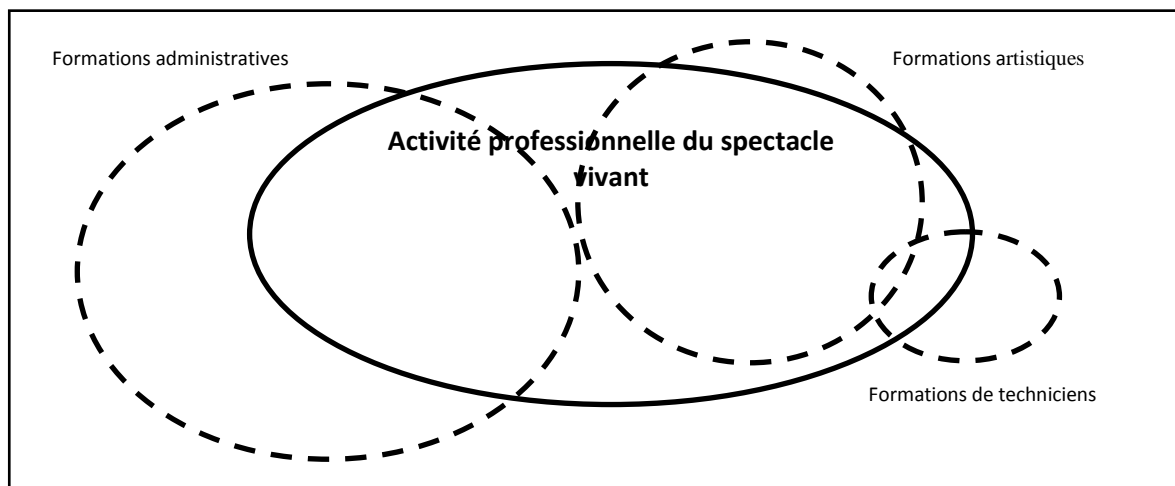 Formations administratives
Formations artistiques
Activité professionnelle du spectacle
vivant
Formations de techniciens